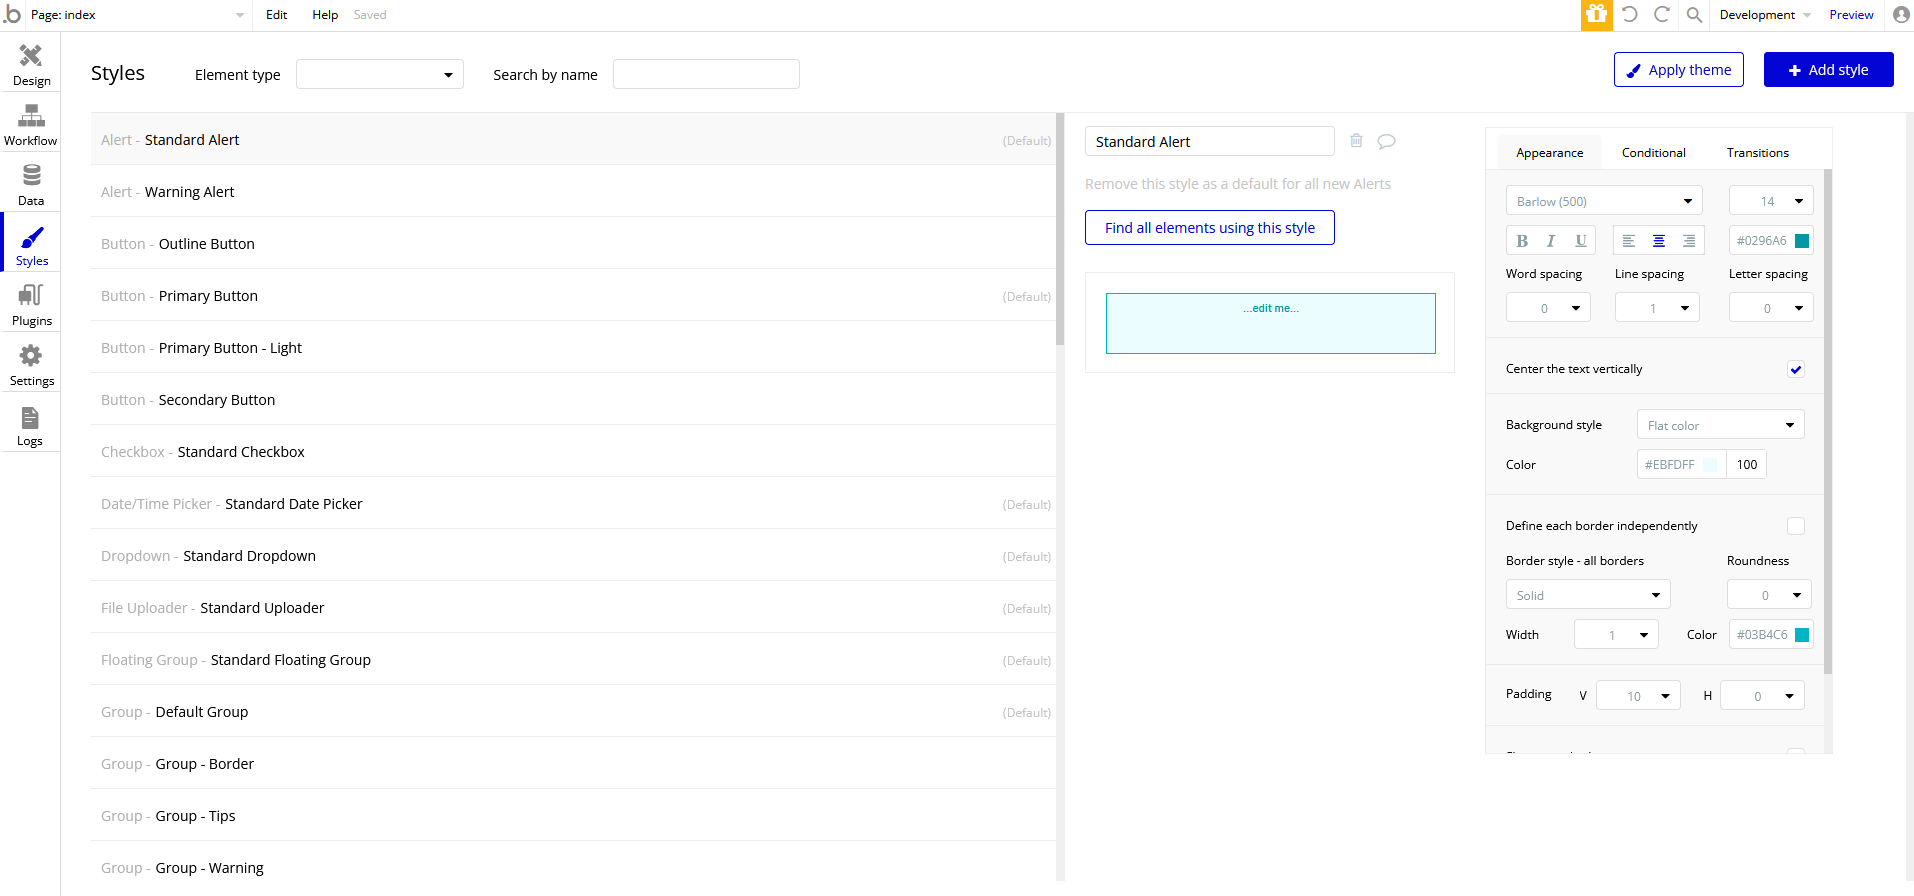 .b Page: index Edit Help Saved Development Preview
Design
Workflow
Data
Styles
Plugins
Settings
Logs
Styles Element type Search by name Apply theme + Add style
Alert - Standard Alert (Default)
Alert - Warning Alert
Button - Outline Button
Button - Primary Button (Default)
Button - Primary Button - Light
Button - Secondary Button
Checkbox - Standard Checkbox
Date/Time Picker - Standard Date Picker (Default)
Dropdown - Standard Dropdown (Default)
File Uploader - Standard Uploader (Default)
Floating Group - Standard Floating Group (Default)
Group - Default Group (Default)
Group - Group - Border
Group - Group - Tips
Group - Group - Warning
Standard Alert
Remove this style as a default for all new Alerts
Find all elements using this style
...edit me...
Appearance Conditional Transitions
Barlow (500) 14
B I U #0296A6
Word spacing Line spacing Letter spacing
0 1 0
Center the text vertically
Background style Flat color
Color #EBFDFF 100
Define each border independently
Border style - all borders Roundness
Solid 0
Width 1 Color #03B4C6
Padding V 10 H 0